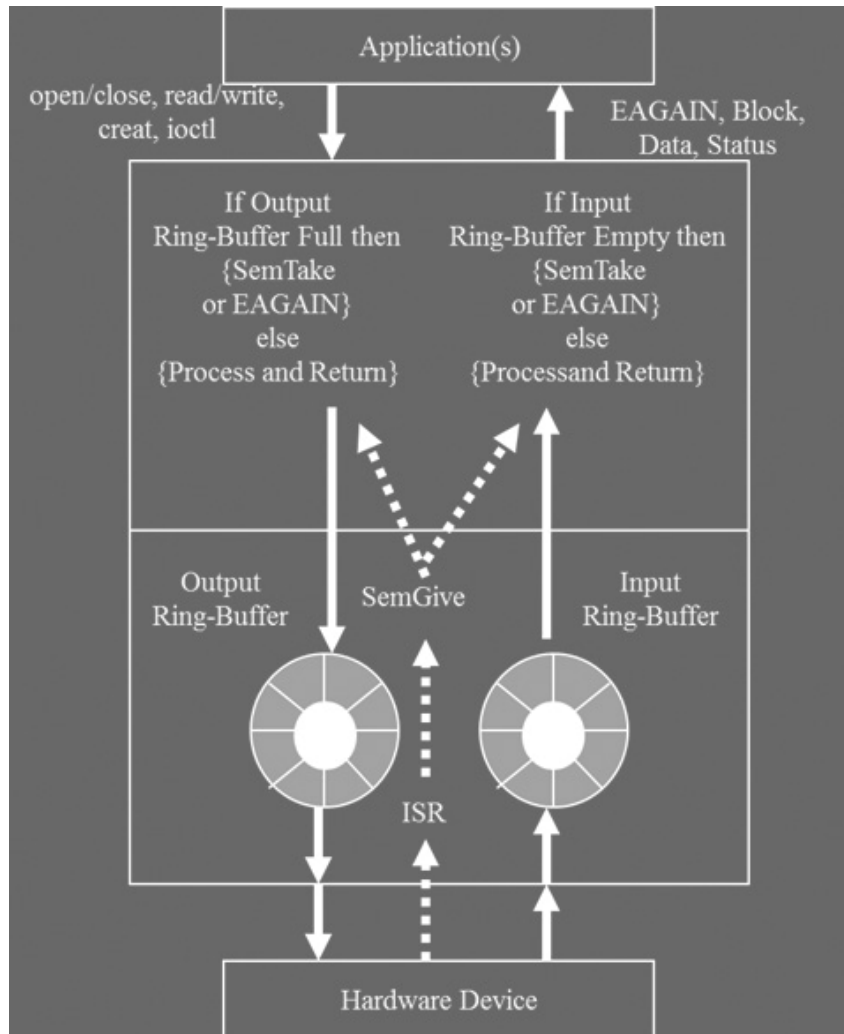 Application(s)
open/close, read/write,
creat, ioctl
EAGAIN, Block,
Data, Status
If Output
Ring-Buffer Full then
{SemTake
or EAGAIN}
else
{Process and Return}
If Input
Ring-Buffer Empty then
{SemTake
or EAGAIN}
else
{Processand Return}
Output
Ring-Buffer
SemGive
Input
Ring-Buffer
ISR
Hardware Device